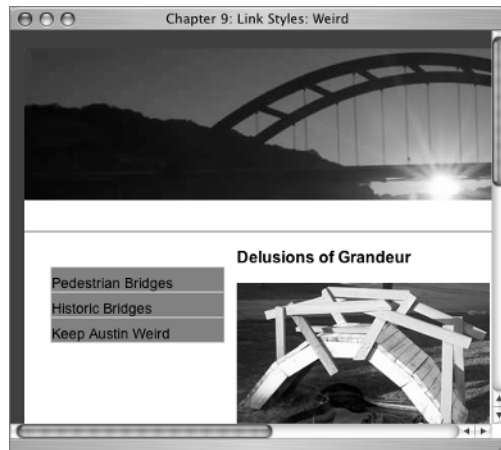 Chapter 9: Link Styles: Weird
Delusions of Grandeur
Pedestrian Bridges
Historic Bridges
Keep Austin Weird